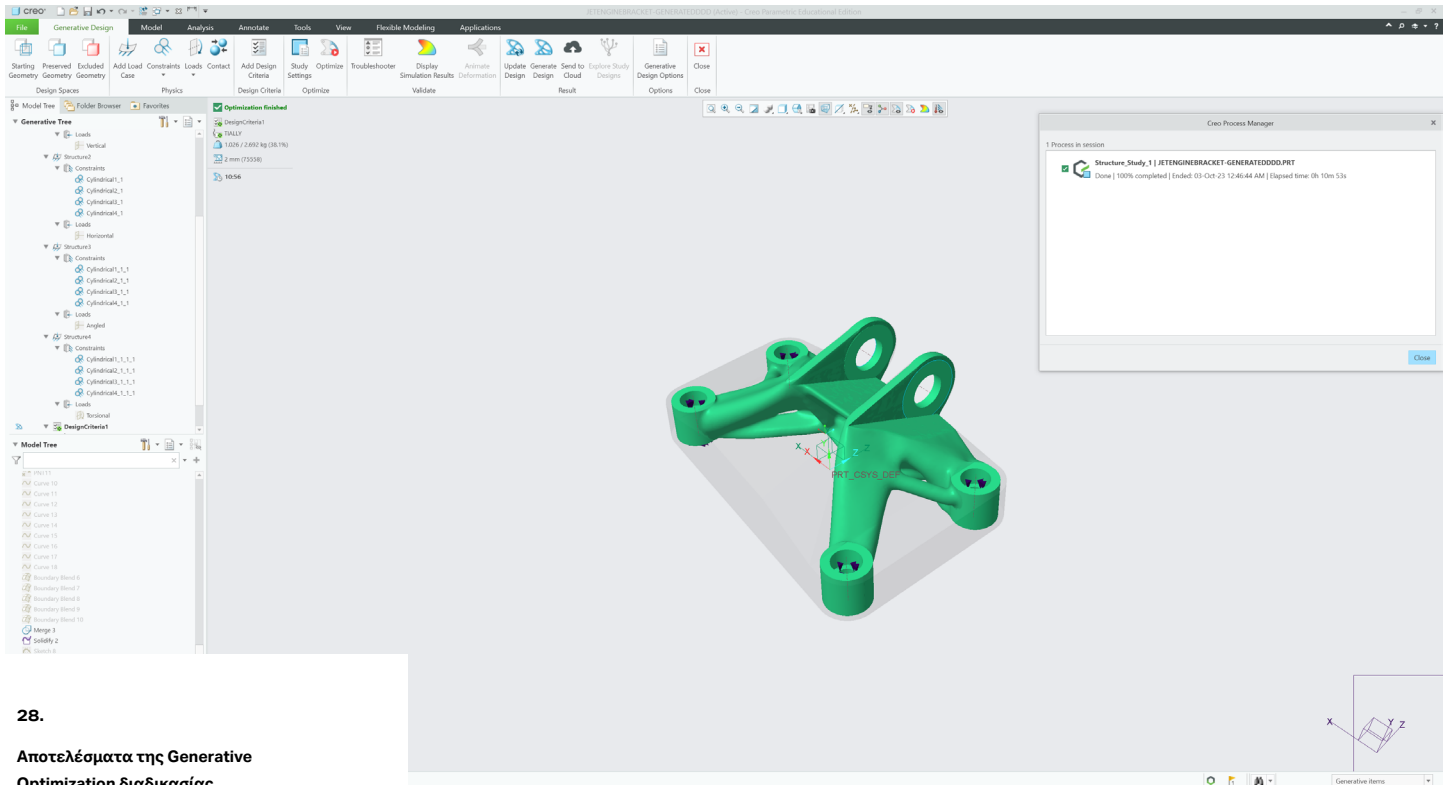 creo
JETENGINEBRACKET-GENERATEDDDD (Active) - Creo Parametric Educational Edition
File Generative Design Model Analysis Annotate Tools View Flexible Modeling Applications
Starting Geometry
Preserved Geometry
Excluded Geometry
Add Load Case
Constraints
Loads
Contact
Add Design Criteria
Study Settings
Optimize
Troubleshooter
Display Simulation Results
Animate Deformation
Update Design
Generate Design
Send to Cloud
Explore Study Designs
Generative Design Options
Close
Design Spaces Physics Design Criteria Optimize Validate Result Options Close
Model Tree Folder Browser Favorites
Generative Tree
Loads
Vertical
Structure2
Constraints
Cylindrical1_1
Cylindrical2_1
Cylindrical3_1
Cylindrical4_1
Loads
Horizontal
Structure3
Constraints
Cylindrical1_1_1
Cylindrical2_1_1
Cylindrical3_1_1
Cylindrical4_1_1
Loads
Angled
Structure4
Constraints
Cylindrical1_1_1_1
Cylindrical2_1_1_1
Cylindrical3_1_1_1
Cylindrical4_1_1_1
Loads
Torsional
DesignCriteria1
Model Tree
Curve 10
Curve 11
Curve 12
Curve 13
Curve 14
Curve 15
Curve 16
Curve 17
Curve 18
Boundary Blend 6
Boundary Blend 7
Boundary Blend 8
Boundary Blend 9
Boundary Blend 10
Merge 3
Solidify 2
Sketch 6
Optimization finished
DesignCriteria1
TIALLY
1.026 / 2.692 kg (38.1%)
2 mm (75558)
10:56
Creo Process Manager
1 Process in session
Structure_Study_1 | JETENGINEBRACKET-GENERATEDDDD.PRT
Done | 100% completed | Ended: 03-Oct-23 12:46:44 AM | Elapsed time: 0h 10m 53s
Close
X X Z Z
PRT_CSYS_DEF
X Y Z
Generative items
28.
Αποτελέσματα της Generative
Optimization διαδικασίας